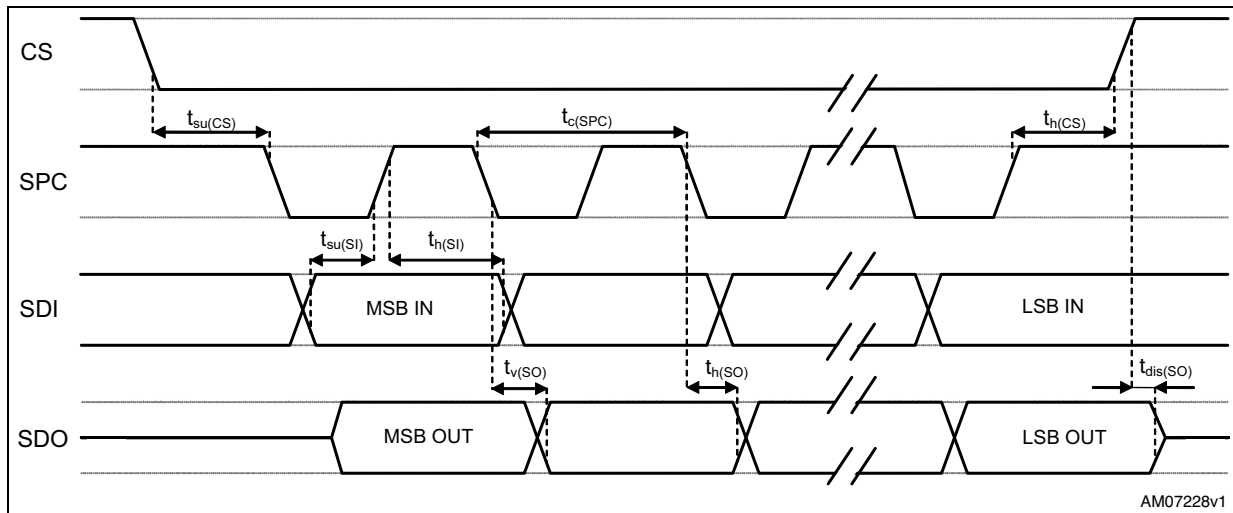 CS
t_su(CS)
t_c(SPC)
t_h(CS)
SPC
t_su(SI)
t_h(SI)
SDI
MSB IN
LSB IN
t_v(SO)
t_h(SO)
t_dis(SO)
SDO
MSB OUT
LSB OUT
AM07228v1